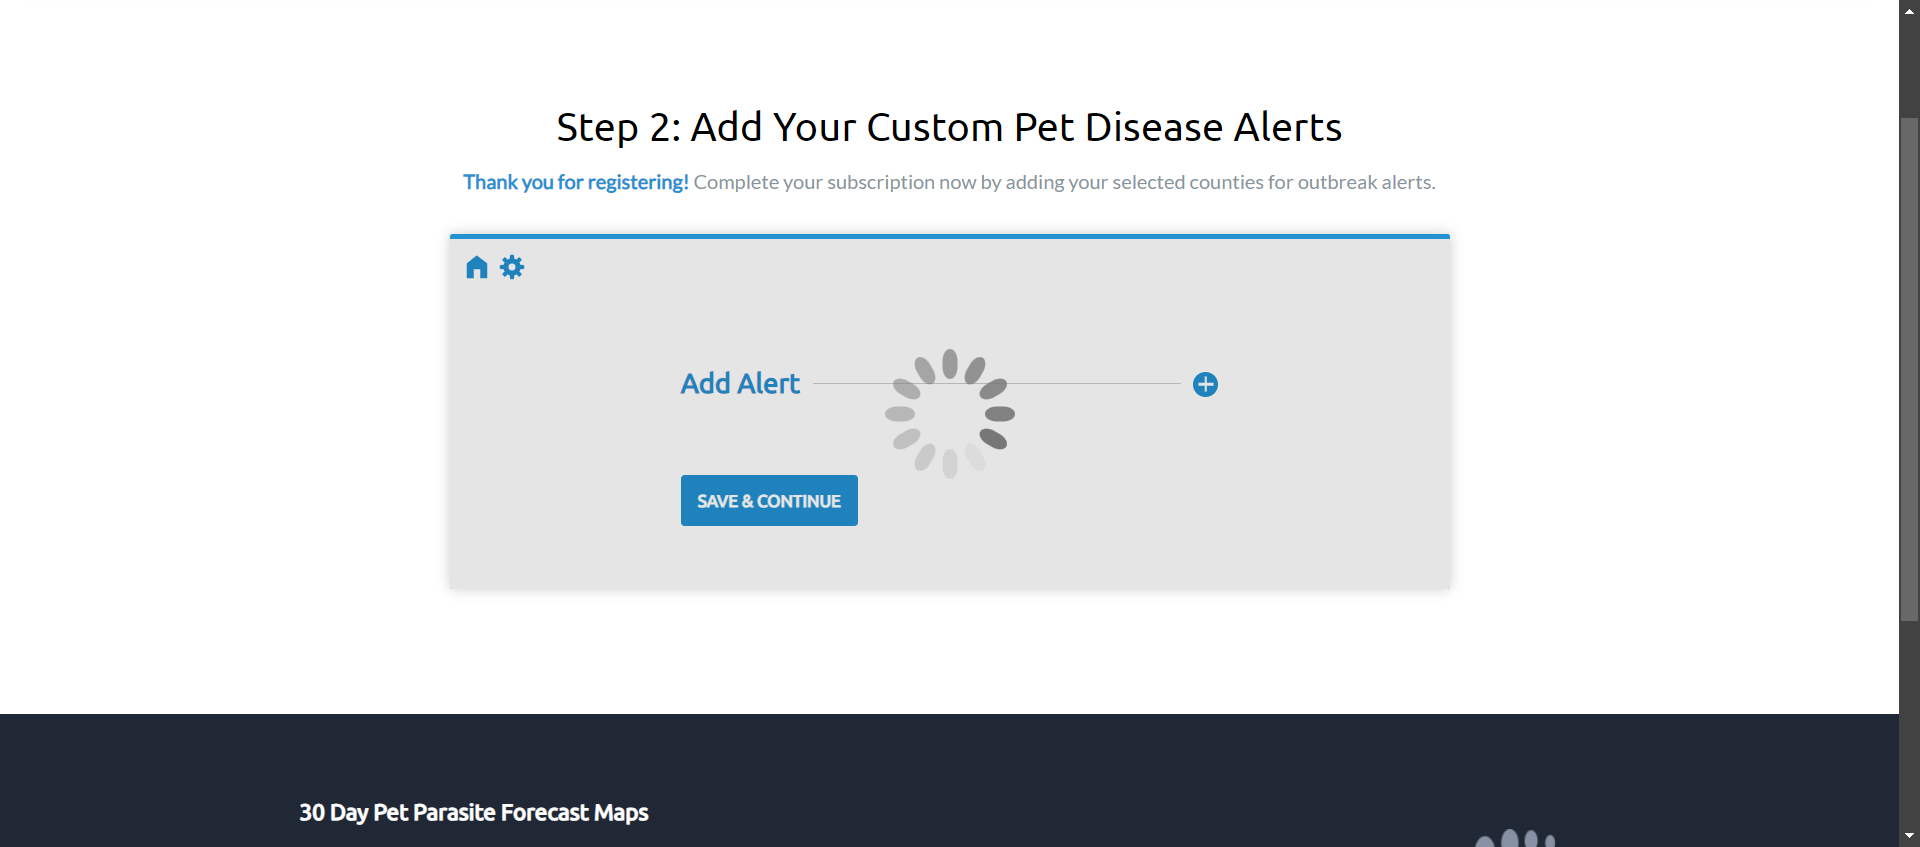 Step 2: Add Your Custom Pet Disease Alerts
Thank you for registering! Complete your subscription now by adding your selected counties for outbreak alerts.
Add Alert
SAVE & CONTINUE
30 Day Pet Parasite Forecast Maps